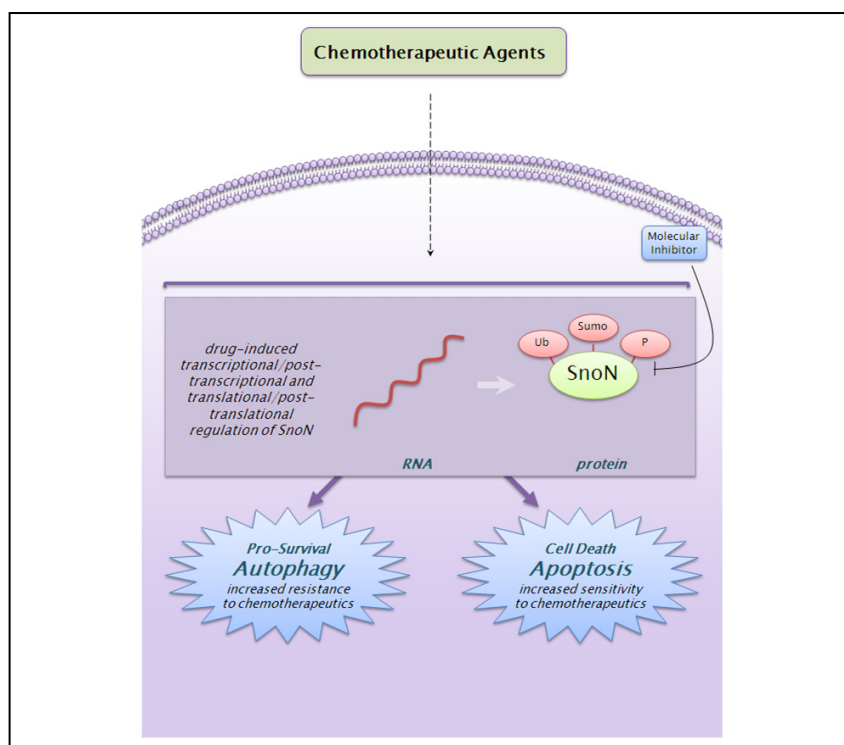 Chemotherapeutic Agents
Molecular
Inhibitor
drug-induced
transcriptional/post-
transcriptional and
translational/post-
translational
regulation of SnoN
Ub
Sumo
P
SnoN
RNA
protein
Pro-Survival
Autophagy
increased resistance
to chemotherapeutics
Cell Death
Apoptosis
increased sensitivity
to chemotherapeutics